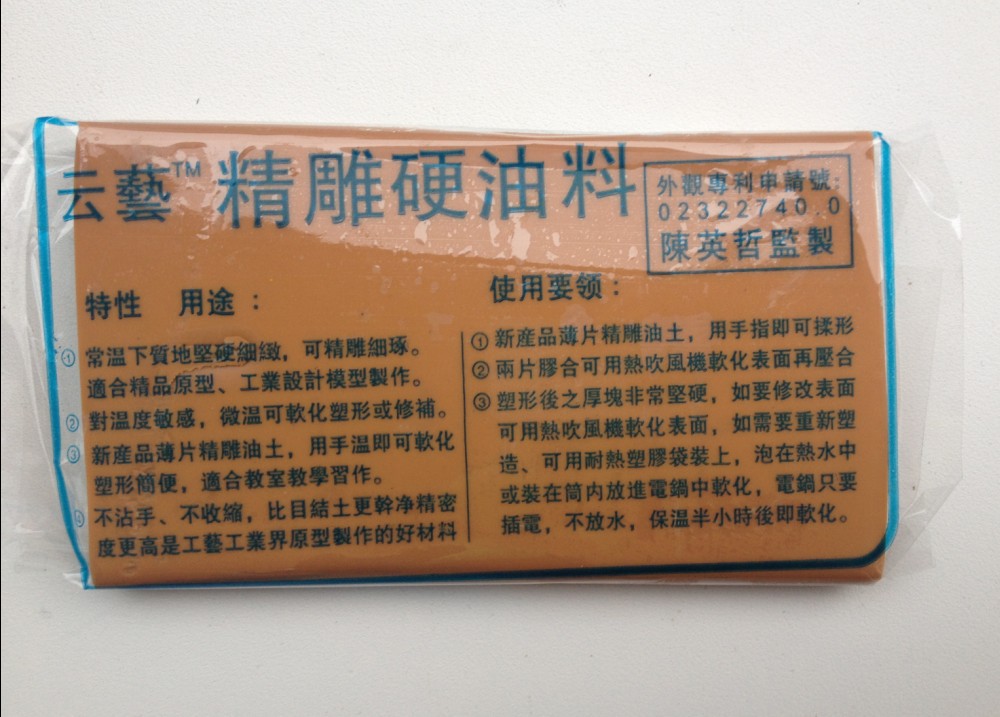 云藝™ 精雕硬油料
外觀專利申請號:
02322740.0
陳英哲監製
特性 用途：
① 常温下質地堅硬細緻，可精雕細琢。
適合精品原型、工業設計模型製作。
② 對温度敏感，微温可軟化塑形或修補。
③ 新産品薄片精雕油土，用手温即可軟化
塑形簡便，適合教室教學習作。
④ 不沾手、不收縮，比目結土更幹净精密
度更高是工藝工業界原型製作的好材料
使用要领：
① 新産品薄片精雕油土，用手指即可揉形
② 兩片膠合可用熱吹風機軟化表面再壓合
③ 塑形後之厚塊非常堅硬，如要修改表面
可用熱吹風機軟化表面，如需要重新塑
造、可用耐熱塑膠袋裝上，泡在熱水中
或裝在筒内放進電鍋中軟化，電鍋只要
插電，不放水，保温半小時後即軟化。